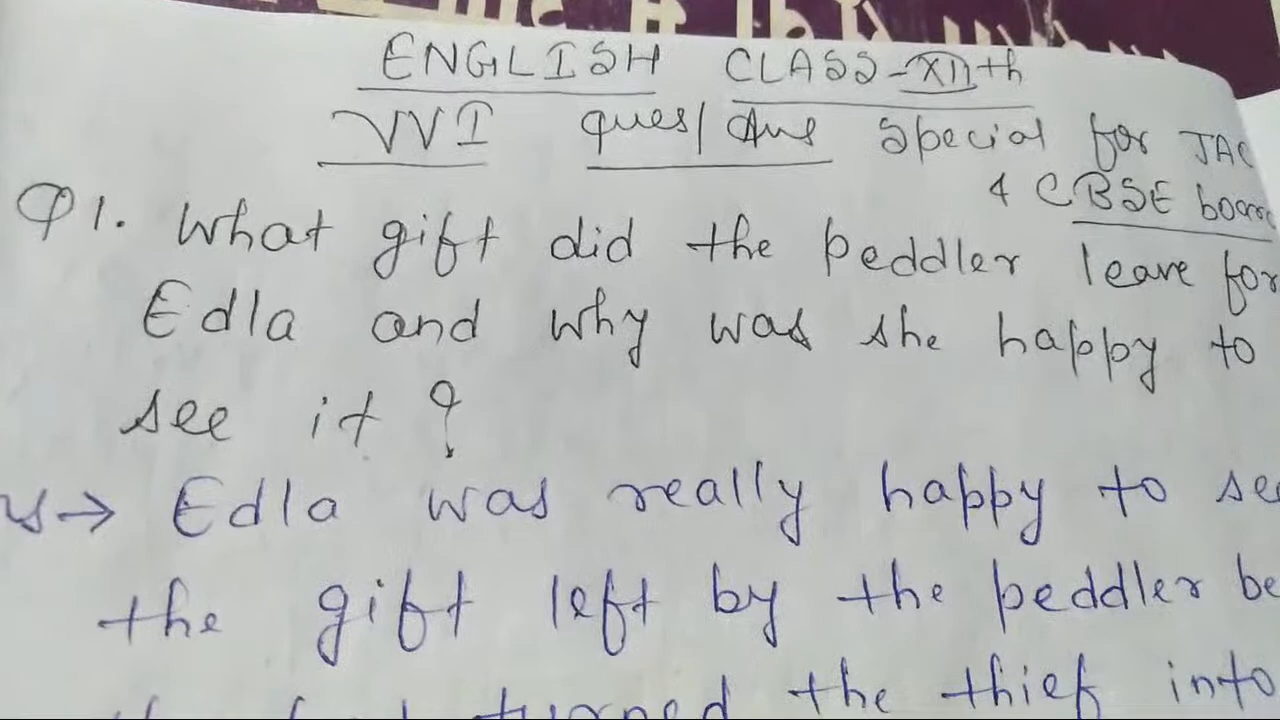 ENGLISH CLASS-XIIth
VVI ques/Ans Special for JAC
& CBSE board
Q1. What gift did the peddler leave for
Edla and why was she happy to
see it?
→ Edla was really happy to see
the gift left by the peddler be
turned the thief into